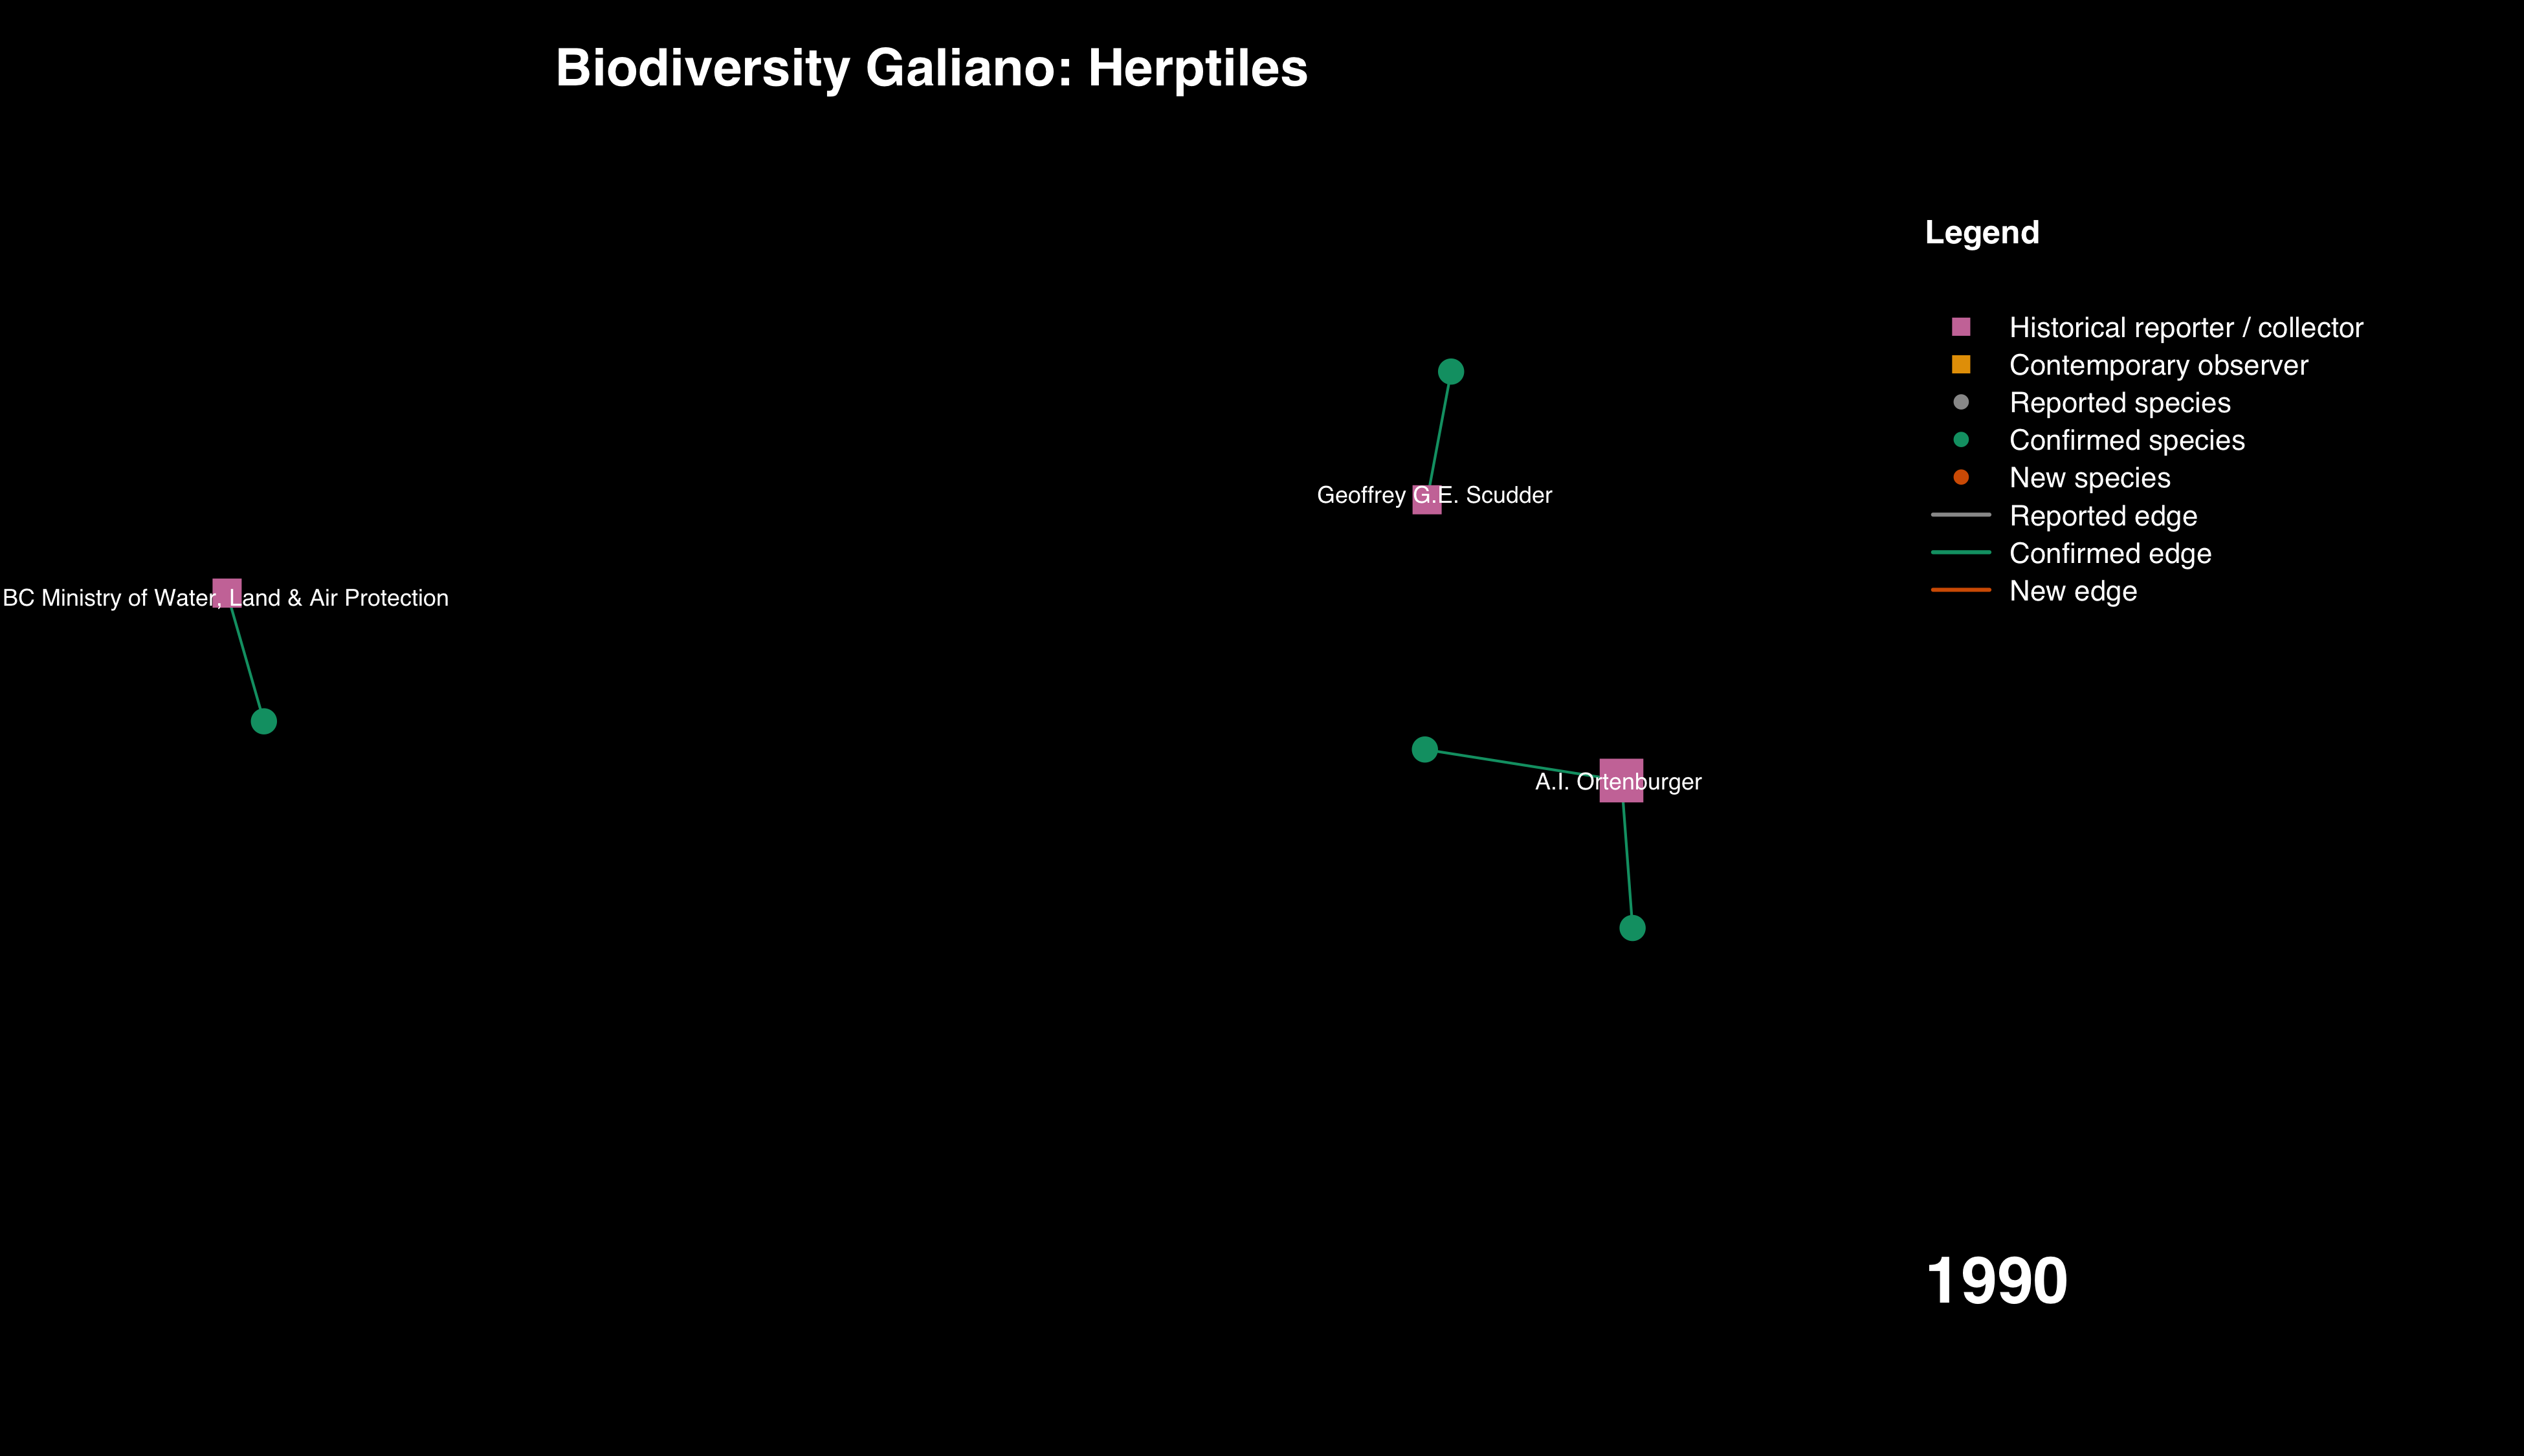 Biodiversity Galiano: Herptiles
Legend
Historical reporter / collector
Contemporary observer
Reported species
Confirmed species
New species
Reported edge
Confirmed edge
New edge
Geoffrey G.E. Scudder
BC Ministry of Water, Land & Air Protection
A.I. Ortenburger
1990